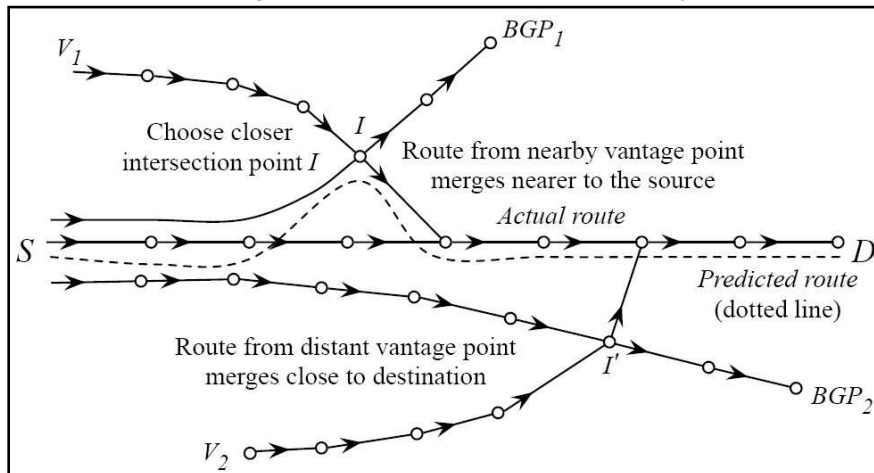 V1
BGP1
I
Choose closer
intersection point I
Route from nearby vantage point
merges nearer to the source
Actual route
S
D
Predicted route
(dotted line)
Route from distant vantage point
merges close to destination
I'
BGP2
V2